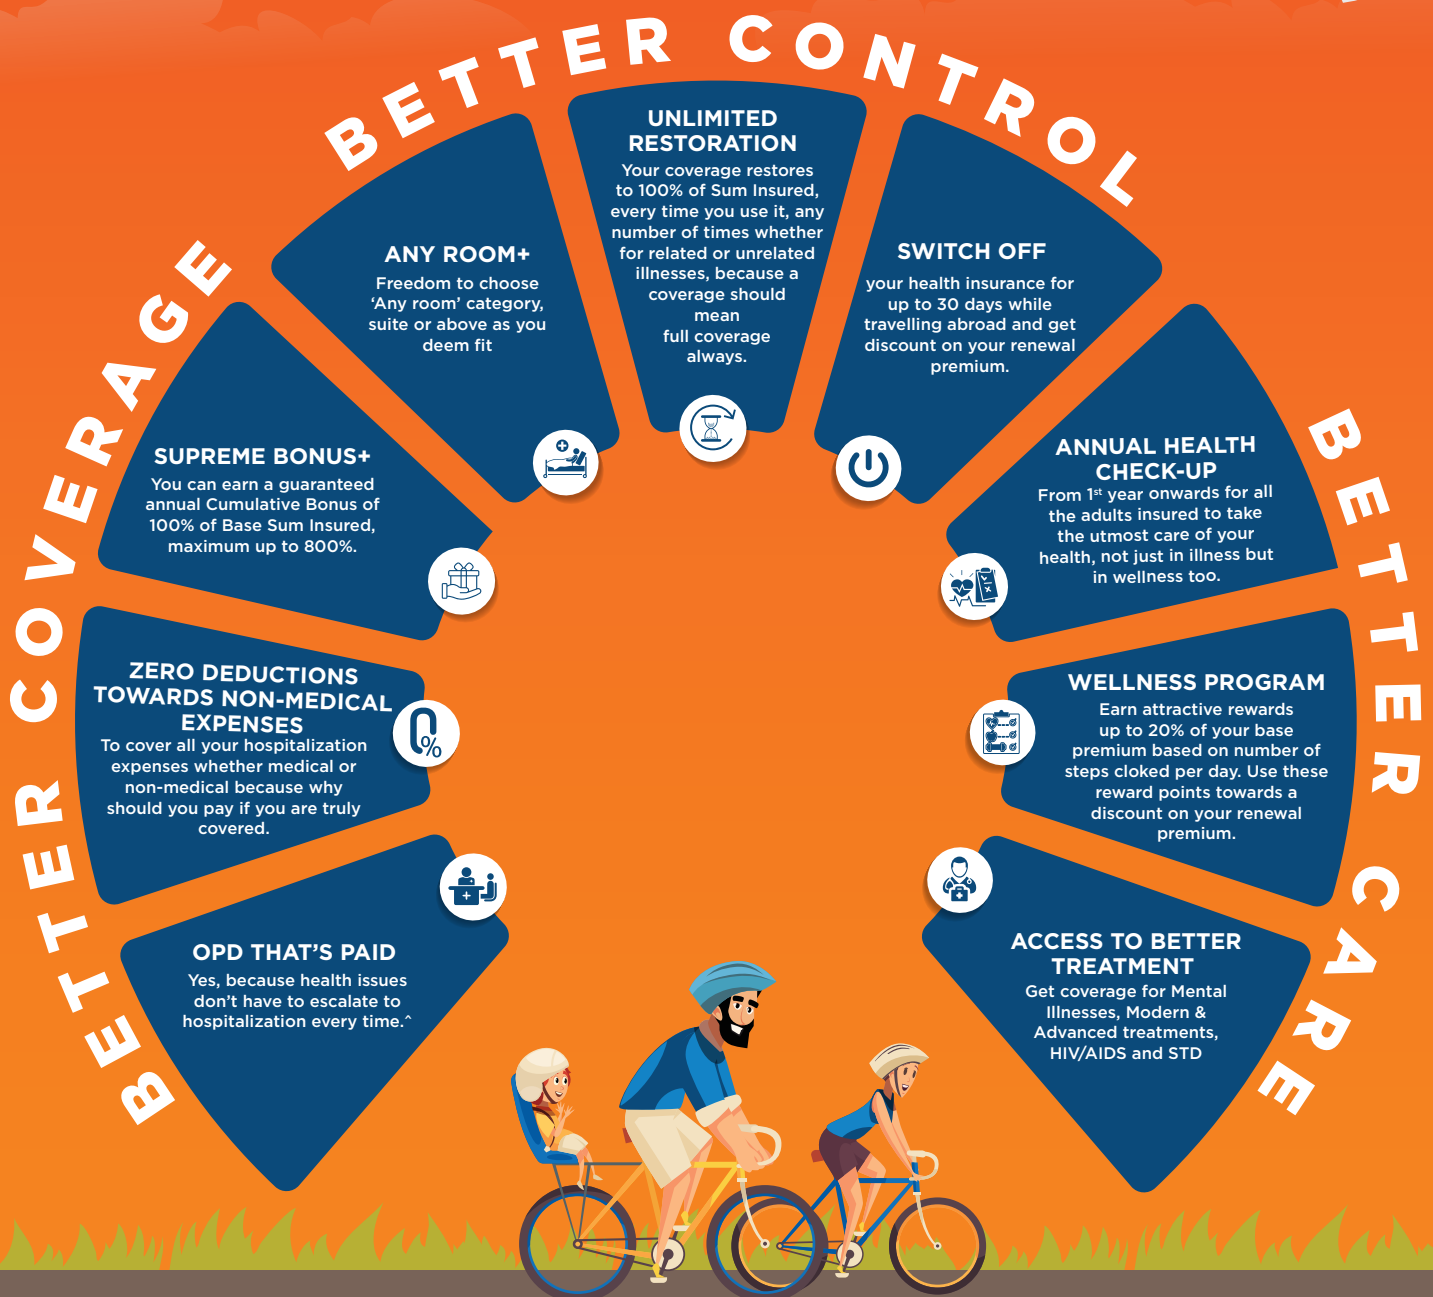 BETTER COVERAGE
BETTER CONTROL
BETTER CARE
OPD THAT'S PAID
Yes, because health issues
don't have to escalate to
hospitalization every time.^
ZERO DEDUCTIONS
TOWARDS NON-MEDICAL
EXPENSES
To cover all your hospitalization
expenses whether medical or
non-medical because why
should you pay if you are truly
covered.
0%
SUPREME BONUS+
You can earn a guaranteed
annual Cumulative Bonus of
100% of Base Sum Insured,
maximum up to 800%.
ANY ROOM+
Freedom to choose
‘Any room’ category,
suite or above as you
deem fit
UNLIMITED
RESTORATION
Your coverage restores
to 100% of Sum Insured,
every time you use it, any
number of times whether
for related or unrelated
illnesses, because a
coverage should
mean
full coverage
always.
SWITCH OFF
your health insurance for
up to 30 days while
travelling abroad and get
discount on your renewal
premium.
ANNUAL HEALTH
CHECK-UP
From 1st year onwards for all
the adults insured to take
the utmost care of your
health, not just in illness but
in wellness too.
WELLNESS PROGRAM
Earn attractive rewards
up to 20% of your base
premium based on number of
steps cloked per day. Use these
reward points towards a
discount on your renewal
premium.
ACCESS TO BETTER
TREATMENT
Get coverage for Mental
Illnesses, Modern &
Advanced treatments,
HIV/AIDS and STD